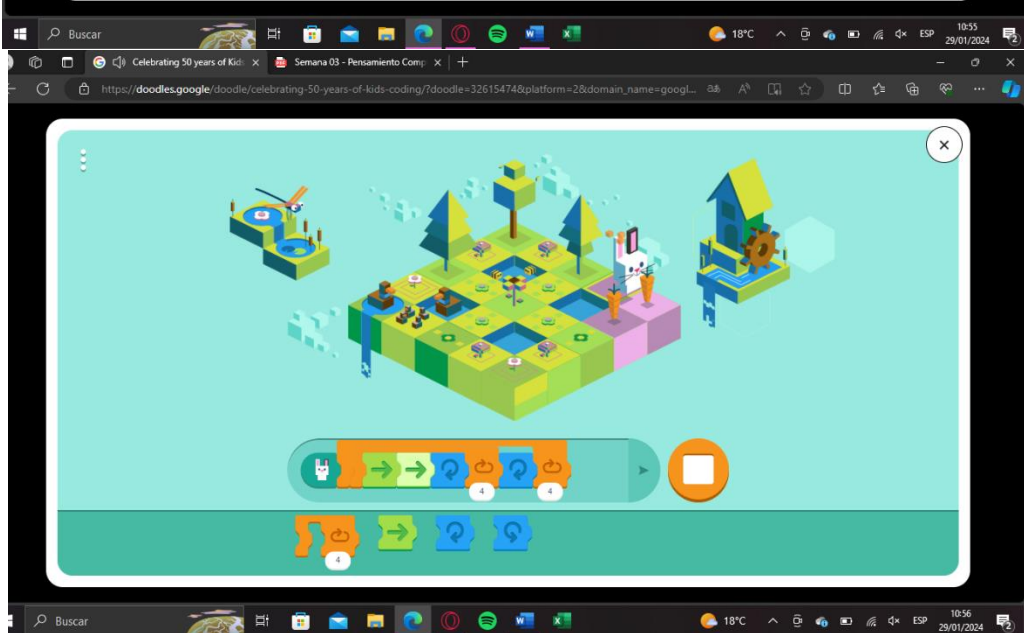 Buscar
18°C
ESP
10:55
29/01/2024
2
Celebrating 50 years of Kids
Semana 03 - Pensamiento Comp
https://doodles.google/doodle/celebrating-50-years-of-kids-coding/?doodle=32615474&platform=2&domain_name=googl...
4
4
4
Buscar
18°C
ESP
10:56
29/01/2024
2